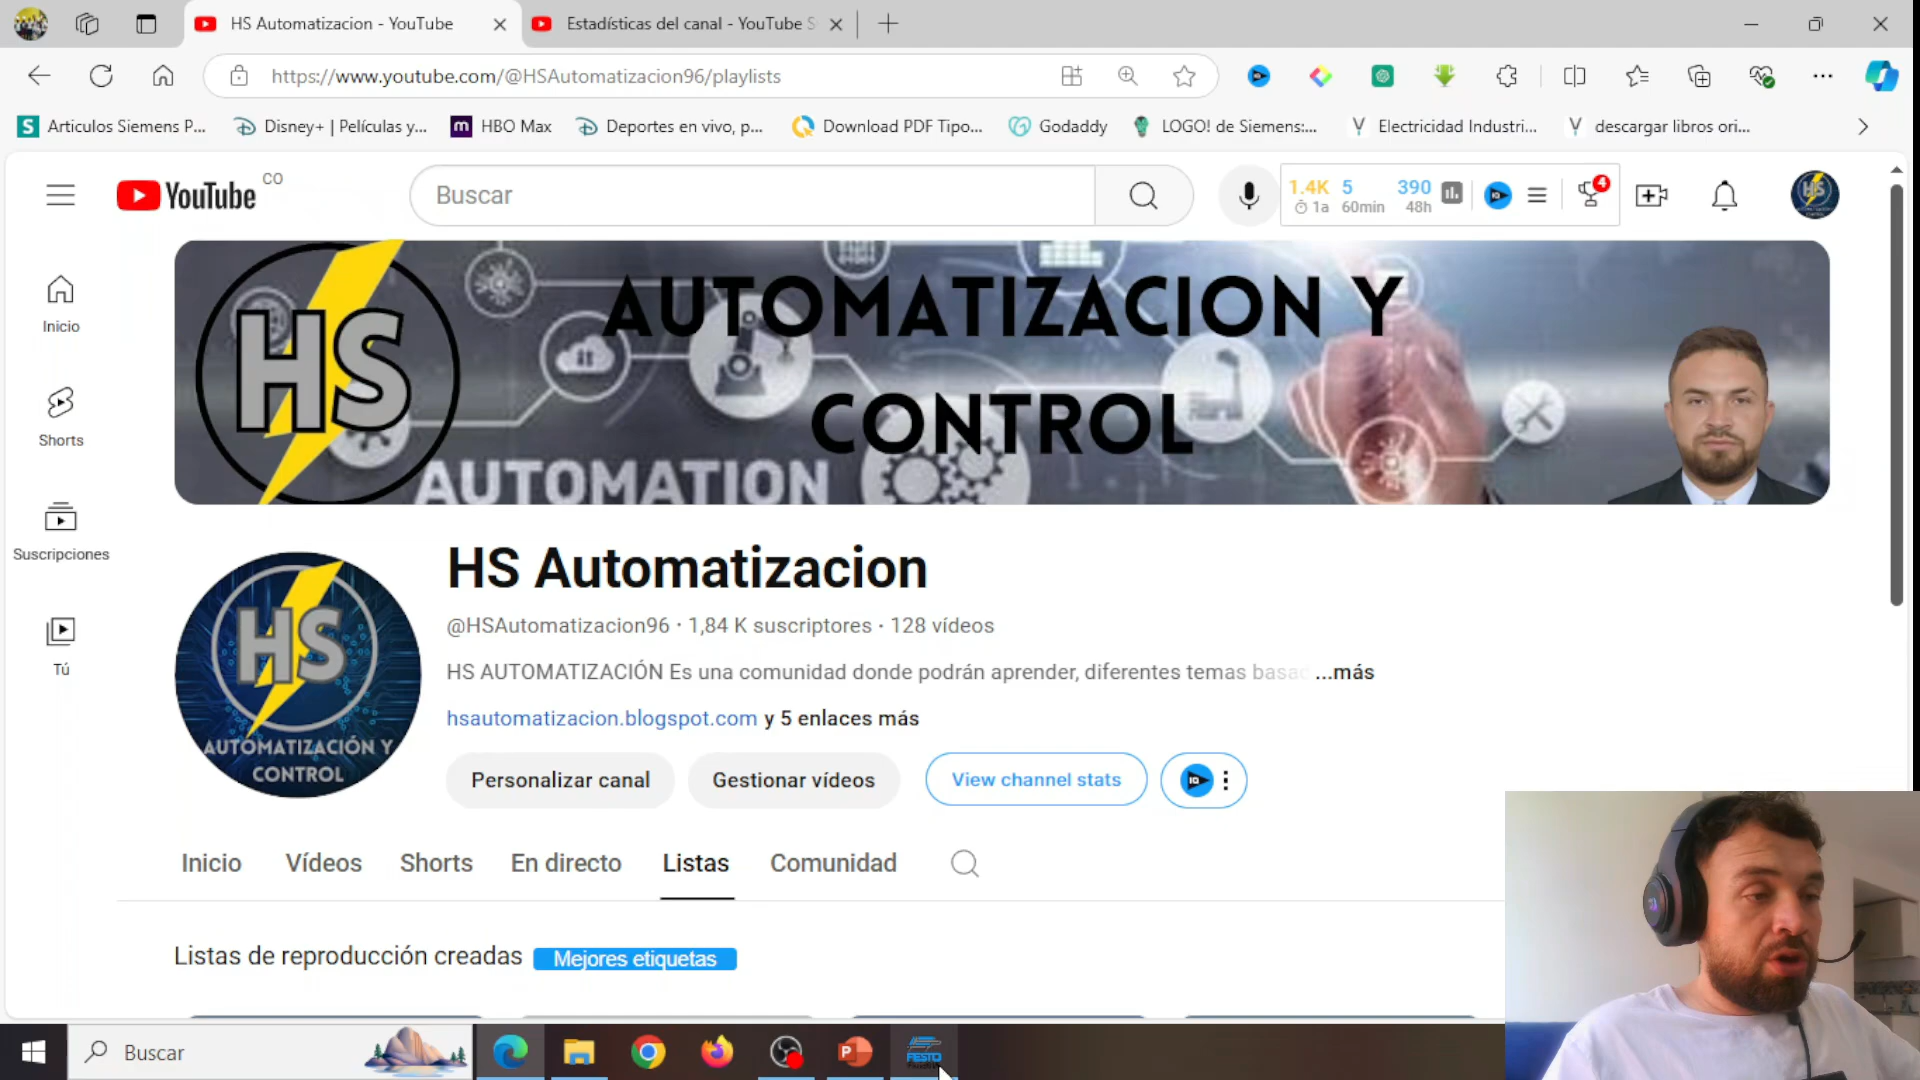 HS Automatizacion - YouTube
Estadísticas del canal - YouTube S
https://www.youtube.com/@HSAutomatizacion96/playlists
Articulos Siemens P...
Disney+ | Películas y...
HBO Max
Deportes en vivo, p...
Download PDF Tipo...
Godaddy
LOGO! de Siemens:...
Electricidad Industri...
descargar libros ori...
YouTube CO
Buscar
1.4K 5 390
1a 60min 48h
4
Inicio
Shorts
Suscripciones
Tú
HS
AUTOMATIZACION Y
CONTROL
AUTOMATION
HS
AUTOMATIZACIÓN Y
CONTROL
HS Automatizacion
@HSAutomatizacion96 · 1,84 K suscriptores · 128 vídeos
HS AUTOMATIZACIÓN Es una comunidad donde podrán aprender, diferentes temas basad ...más
hsautomatizacion.blogspot.com y 5 enlaces más
Personalizar canal
Gestionar vídeos
View channel stats
Inicio
Vídeos
Shorts
En directo
Listas
Comunidad
Listas de reproducción creadas
Mejores etiquetas
Buscar
FESTO